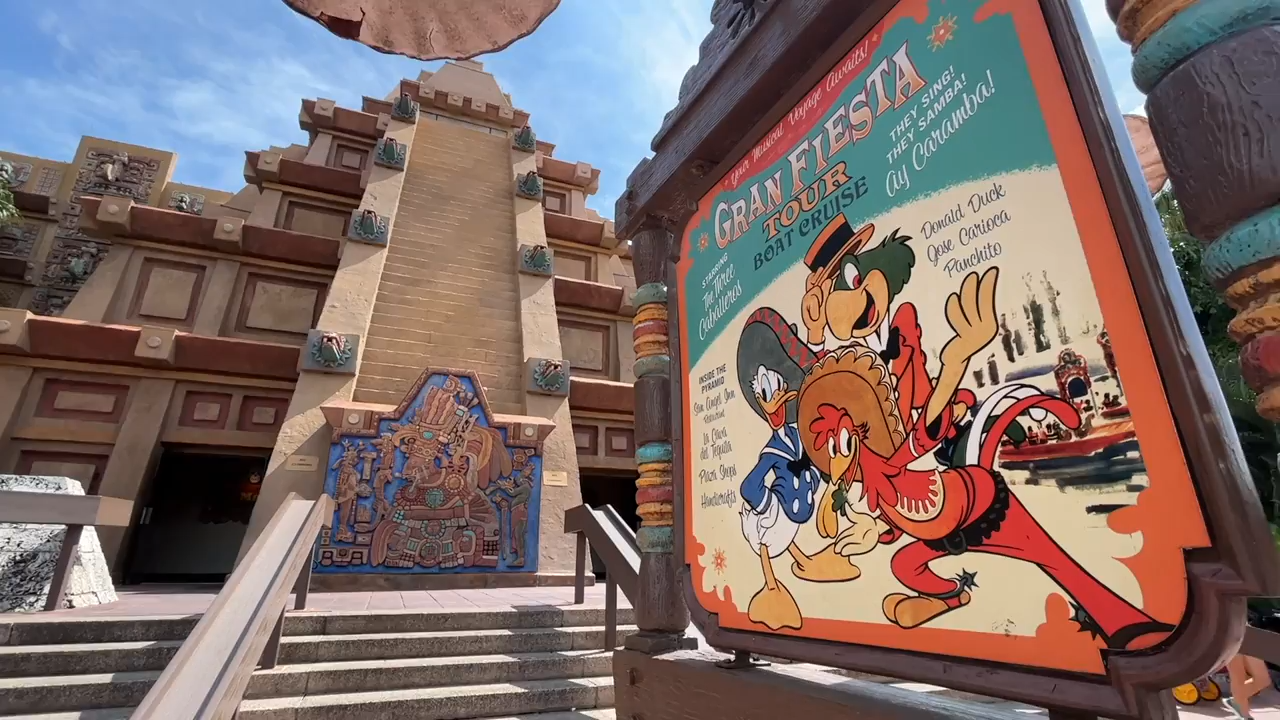 Your Musical Voyage Awaits!
GRAN FIESTA
TOUR
BOAT CRUISE
THEY SING!
THEY SAMBA!
Ay Caramba!
STARRING
The Three
Caballeros
Donald Duck
Jose Carioca
Panchito
INSIDE THE
PYRAMID
San Angel Inn
Restaurant
La Cava
del Tequila
Plaza Shops
Handicrafts